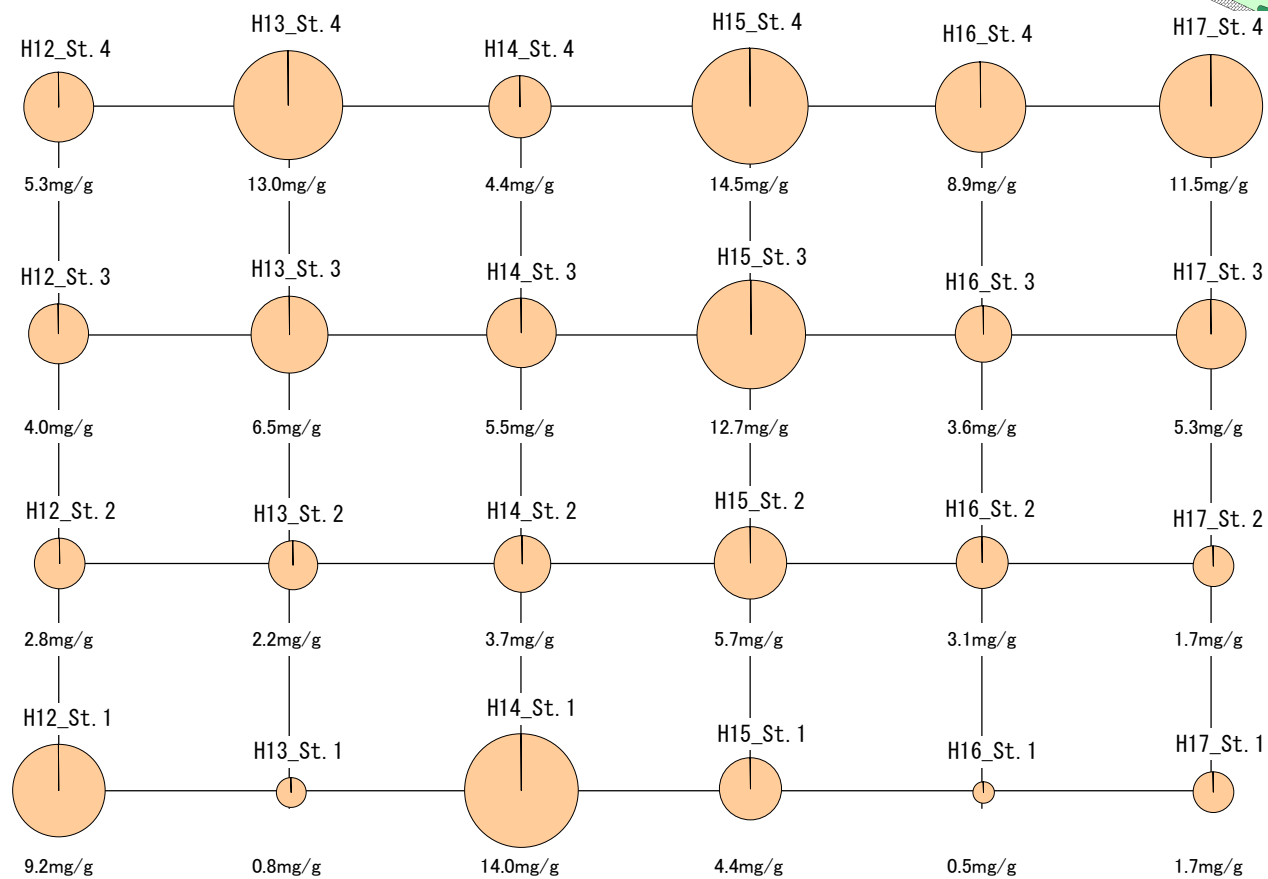 H12_St. 4 H13_St. 4 H14_St. 4 H15_St. 4 H16_St. 4 H17_St. 4
5.3mg/g 13.0mg/g 4.4mg/g 14.5mg/g 8.9mg/g 11.5mg/g
H12_St. 3 H13_St. 3 H14_St. 3 H15_St. 3 H16_St. 3 H17_St. 3
4.0mg/g 6.5mg/g 5.5mg/g 12.7mg/g 3.6mg/g 5.3mg/g
H12_St. 2 H13_St. 2 H14_St. 2 H15_St. 2 H16_St. 2 H17_St. 2
2.8mg/g 2.2mg/g 3.7mg/g 5.7mg/g 3.1mg/g 1.7mg/g
H12_St. 1 H13_St. 1 H14_St. 1 H15_St. 1 H16_St. 1 H17_St. 1
9.2mg/g 0.8mg/g 14.0mg/g 4.4mg/g 0.5mg/g 1.7mg/g